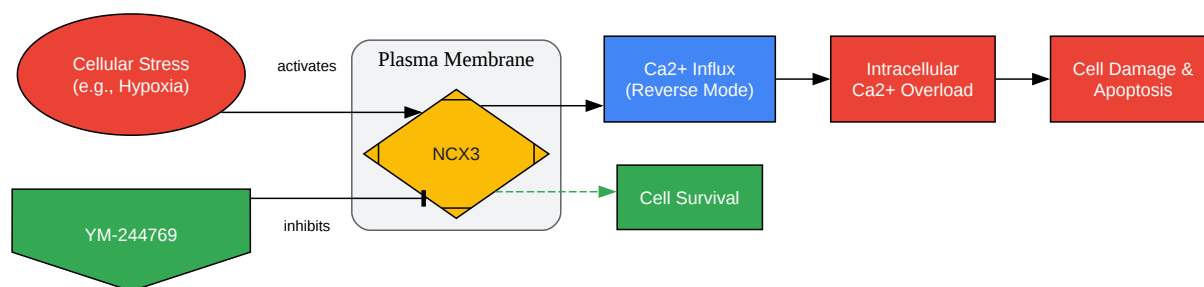 Cellular Stress
(e.g., Hypoxia)
activates
Plasma Membrane
NCX3
Ca2+ Influx
(Reverse Mode)
Intracellular
Ca2+ Overload
Cell Damage &
Apoptosis
YM-244769
inhibits
Cell Survival